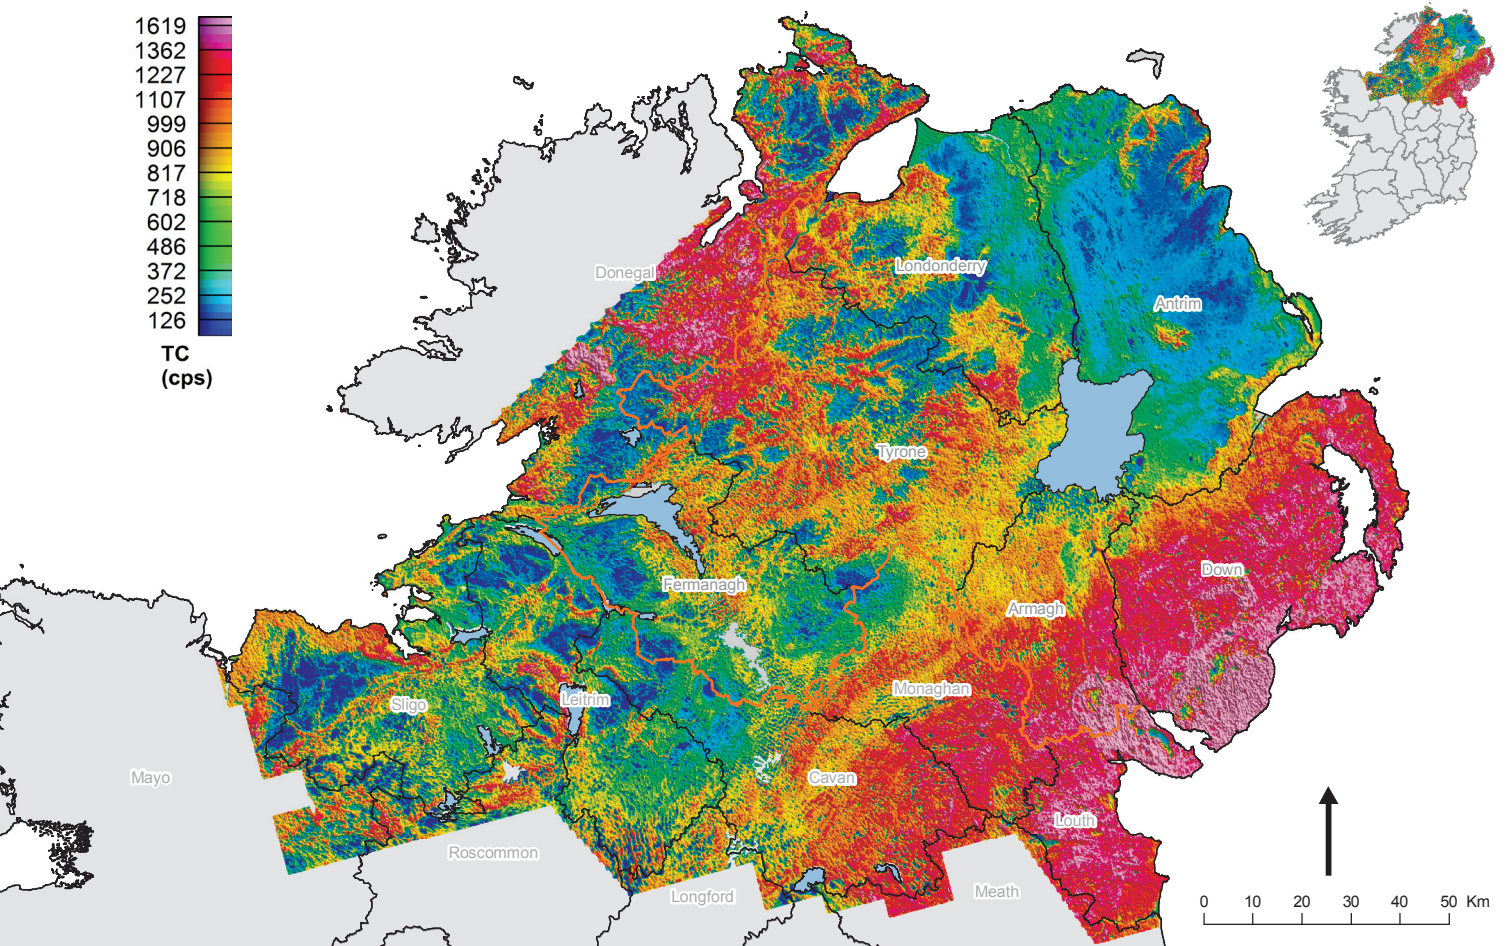 1619
1362
1227
1107
999
906
817
718
602
486
372
252
126
TC
(cps)
Donegal
Londonderry
Antrim
Tyrone
Fermanagh
Down
Armagh
Monaghan
Sligo
Leitrim
Mayo
Cavan
Louth
Roscommon
Longford
Meath
0 10 20 30 40 50 Km